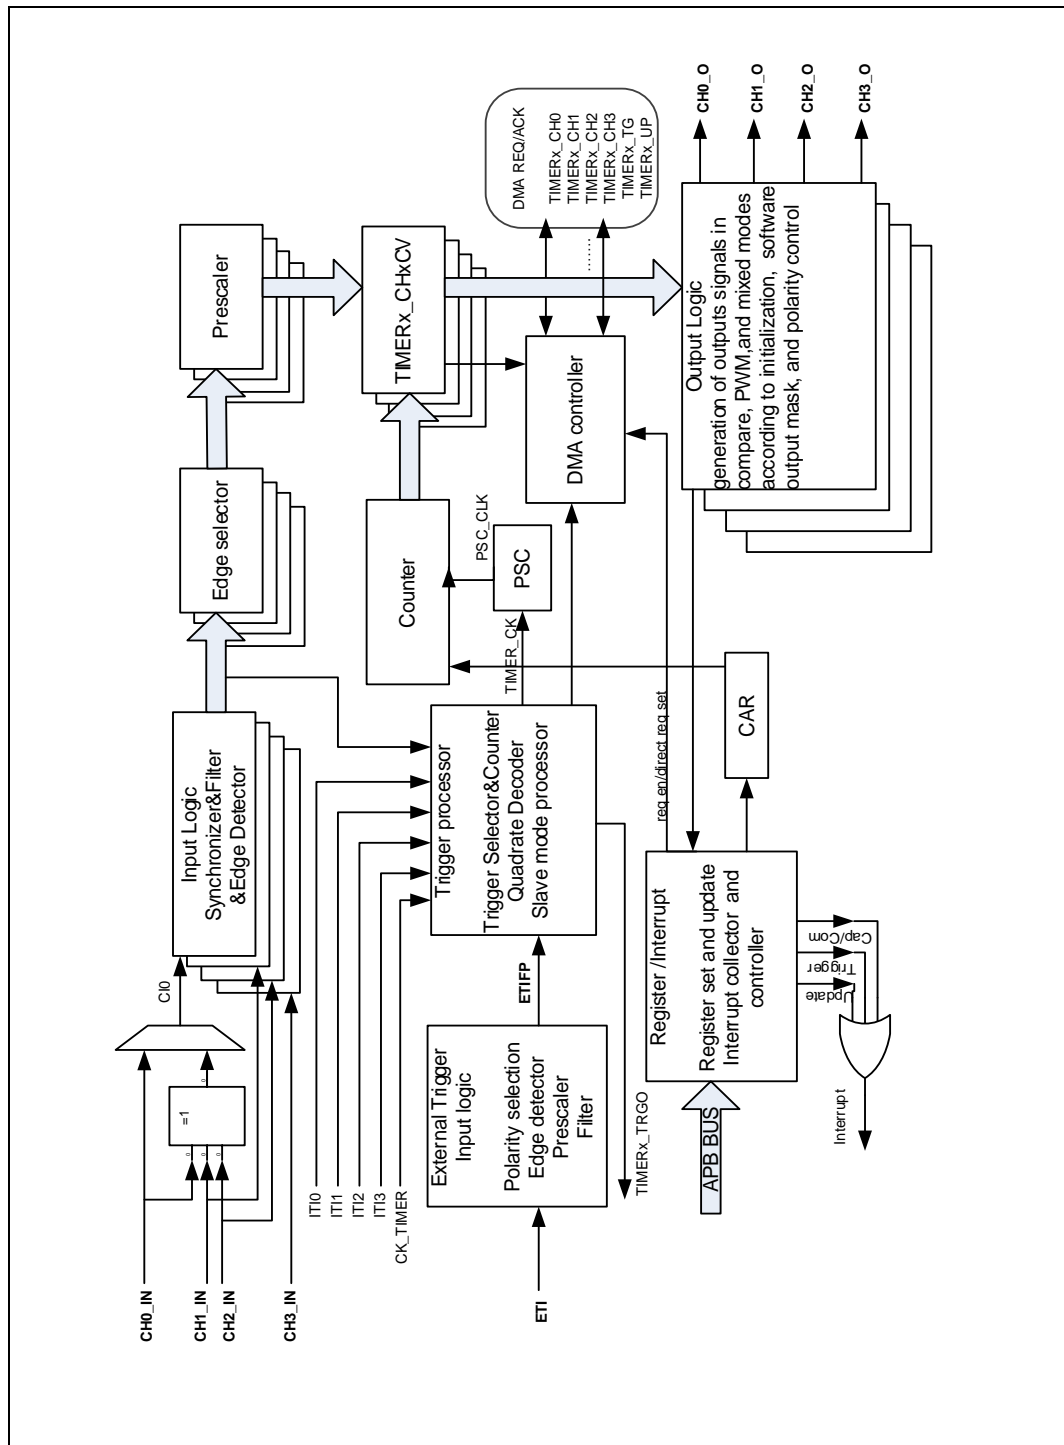 CH0_IN
CH1_IN
CH2_IN
CH3_IN
=1
0
0
0
0
CI0
Input Logic
Synchronizer&Filter
&Edge Detector
Edge selector
Prescaler
ITI0
ITI1
ITI2
ITI3
CK_TIMER
Trigger processor
Trigger Selector&Counter
Quadrate Decoder
Slave mode processor
Counter
TIMERx_CHxCV
TIMER_CK
PSC
PSC_CLK
DMA controller
.......
DMA REQ/ACK
TIMERx_CH0
TIMERx_CH1
TIMERx_CH2
TIMERx_CH3
TIMERx_TG
TIMERx_UP
ETI
External Trigger
Input logic
Polarity selection
Edge detector
Prescaler
Filter
ETIFP
TIMERx_TRGO
APB BUS
Register /Interrupt
Register set and update
Interrupt collector and
controller
CAR
req en/direct req set
Output Logic
generation of outputs signals in
compare, PWM,and mixed modes
according to initialization, software
output mask, and polarity control
CH0_O
CH1_O
CH2_O
CH3_O
Update
Trigger
Cap/Com
Interrupt